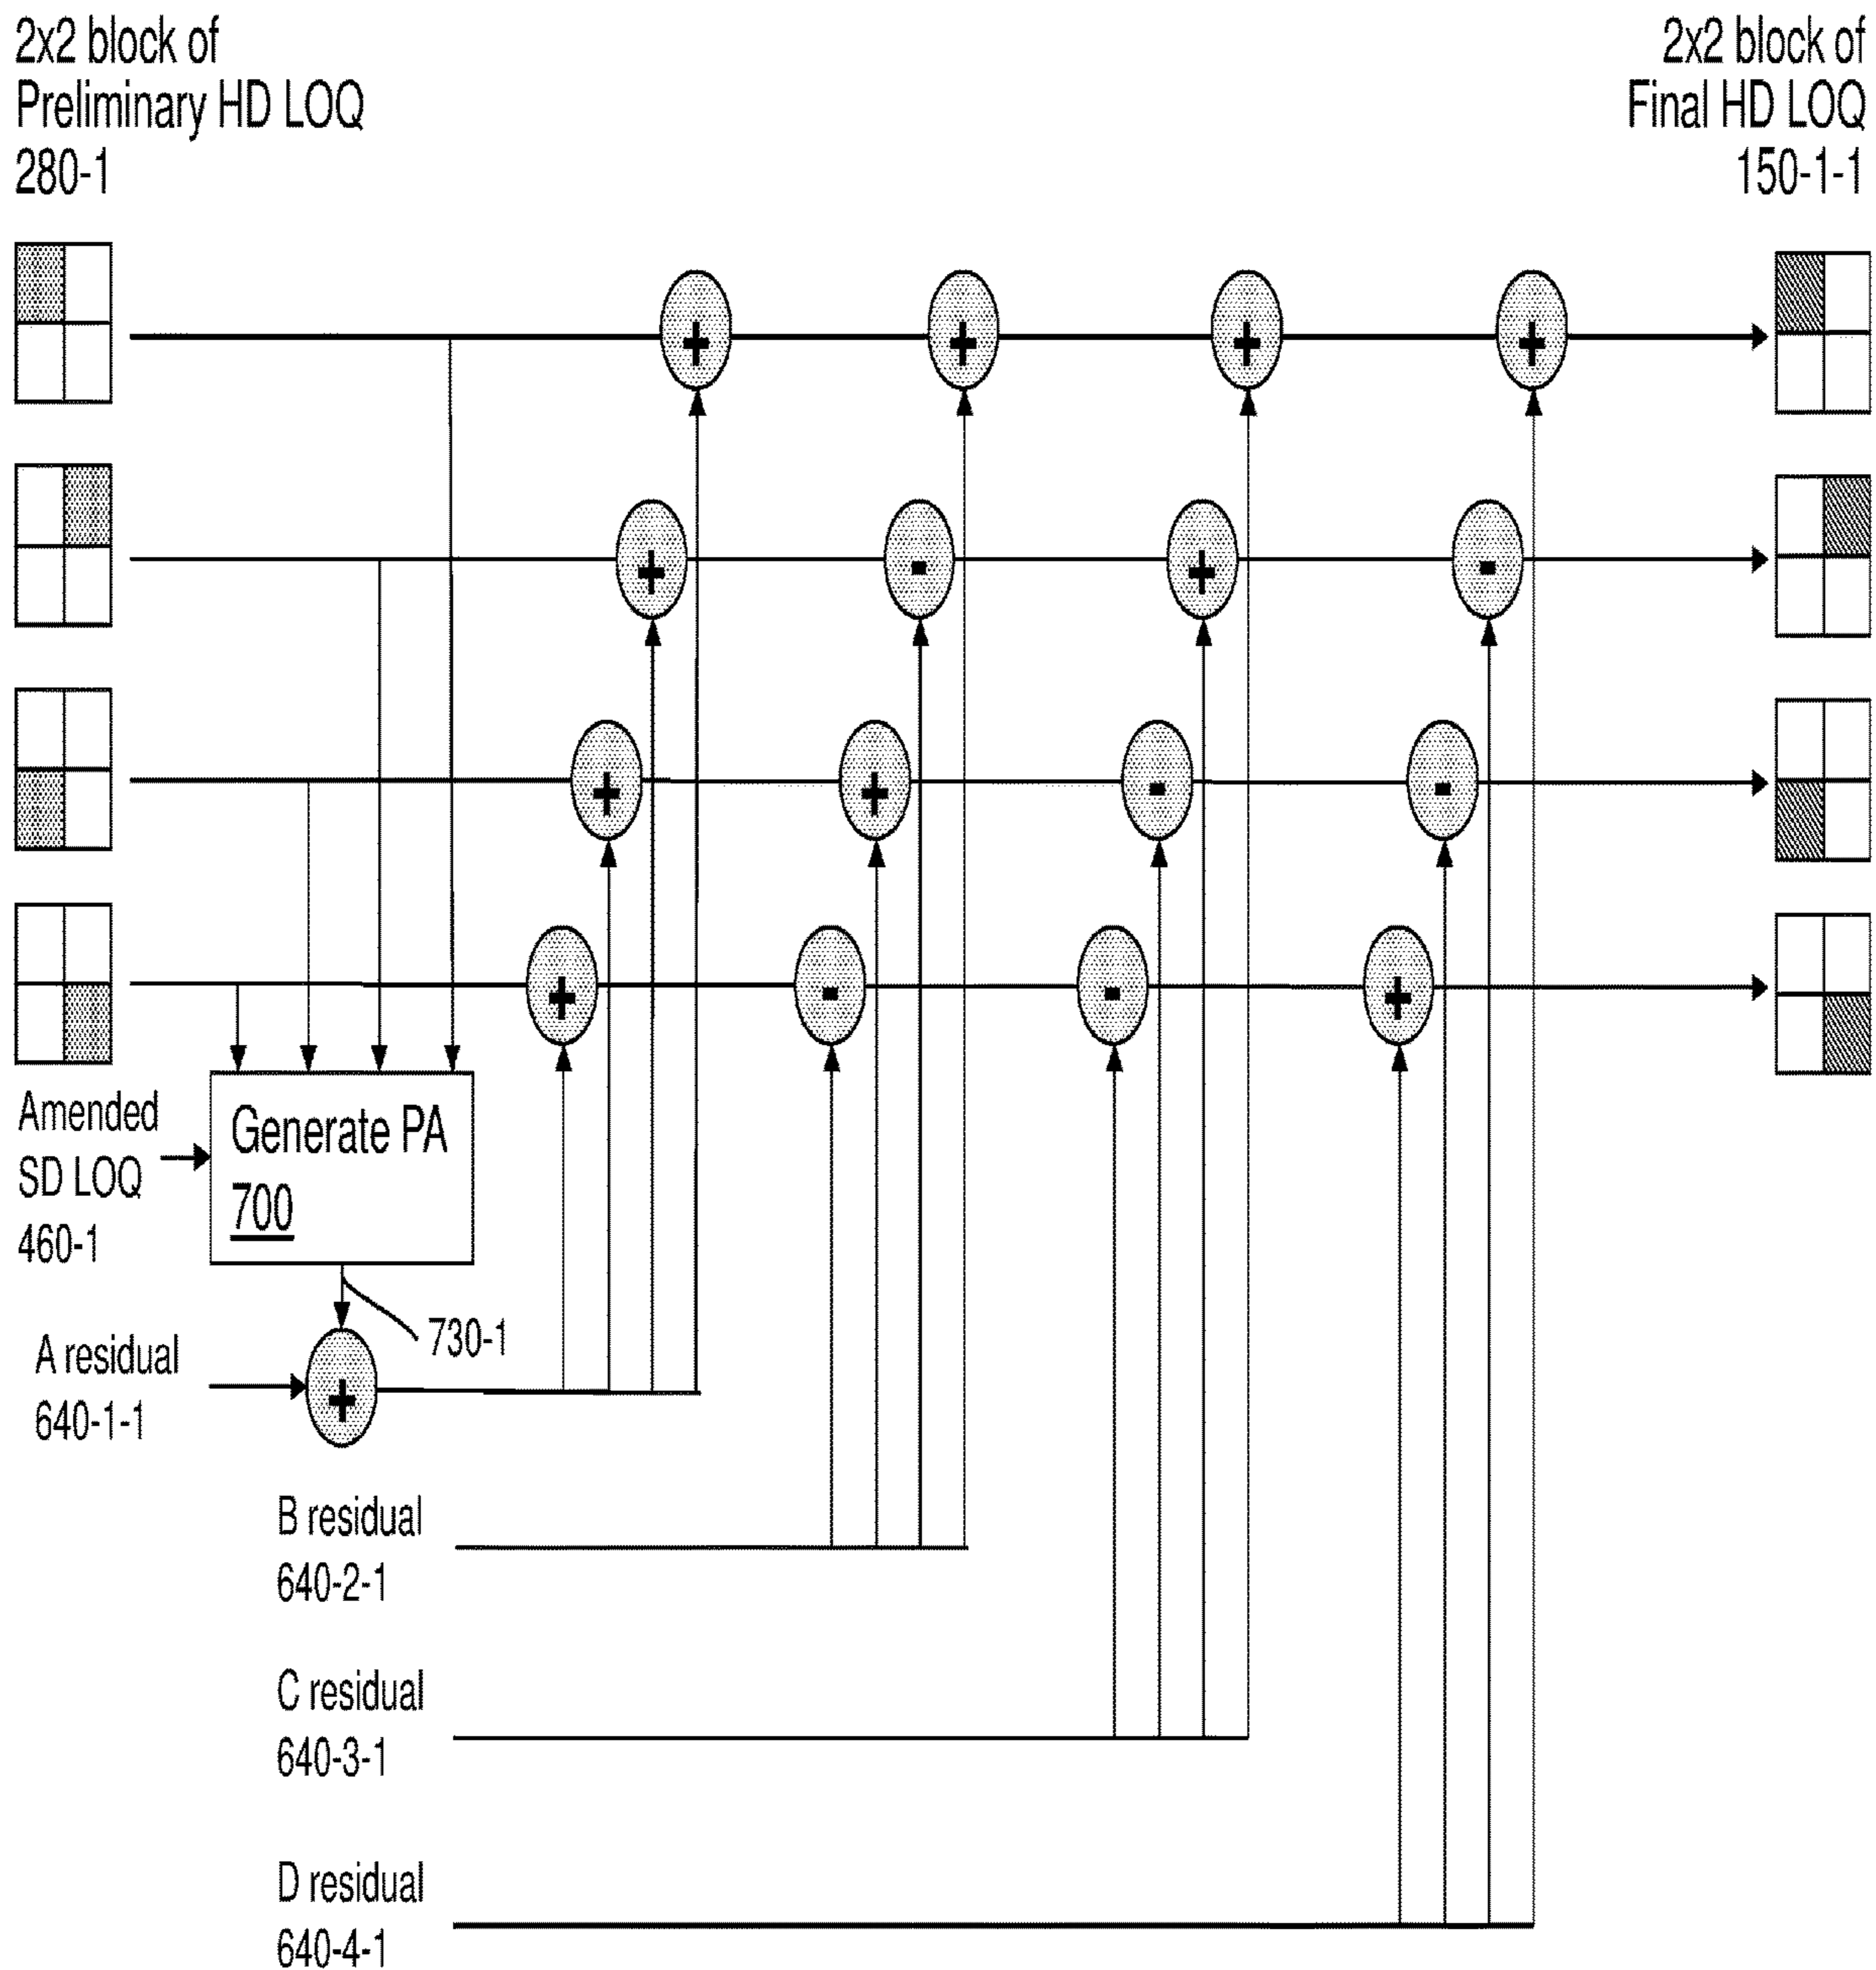 2x2 block of
Preliminary HD LOQ
280-1
2x2 block of
Final HD LOQ
150-1-1
+ + + +
+ - + -
+ + - -
+ - - +
Amended
SD LOQ
460-1
Generate PA
700
730-1
A residual
640-1-1
+
B residual
640-2-1
C residual
640-3-1
D residual
640-4-1